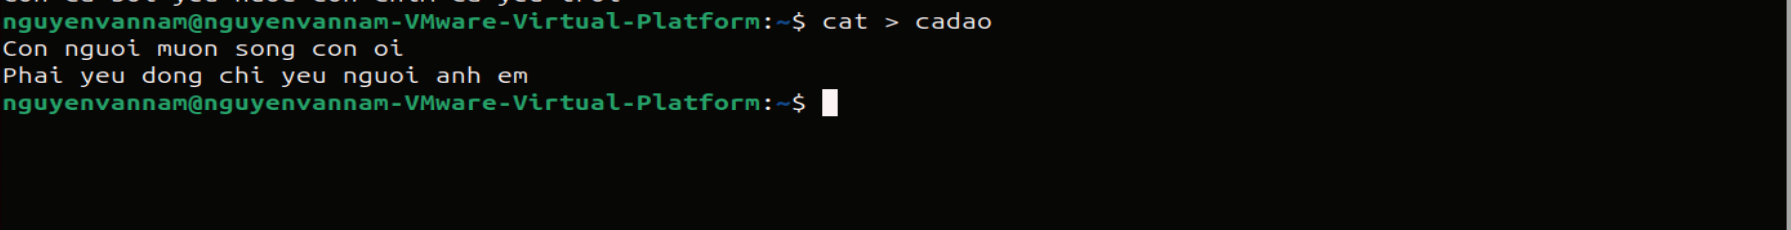 nguyenvannam@nguyenvannam-VMware-Virtual-Platform:~$ cat > cadao
Con nguoi muon song con oi
Phai yeu dong chi yeu nguoi anh em
nguyenvannam@nguyenvannam-VMware-Virtual-Platform:~$